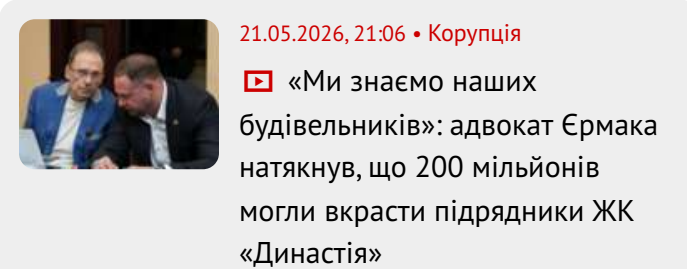 21.05.2026, 21:06 • Корупція
«Ми знаємо наших
будівельників»: адвокат Єрмака
натякнув, що 200 мільйонів
могли вкрасти підрядники ЖК
«Династія»